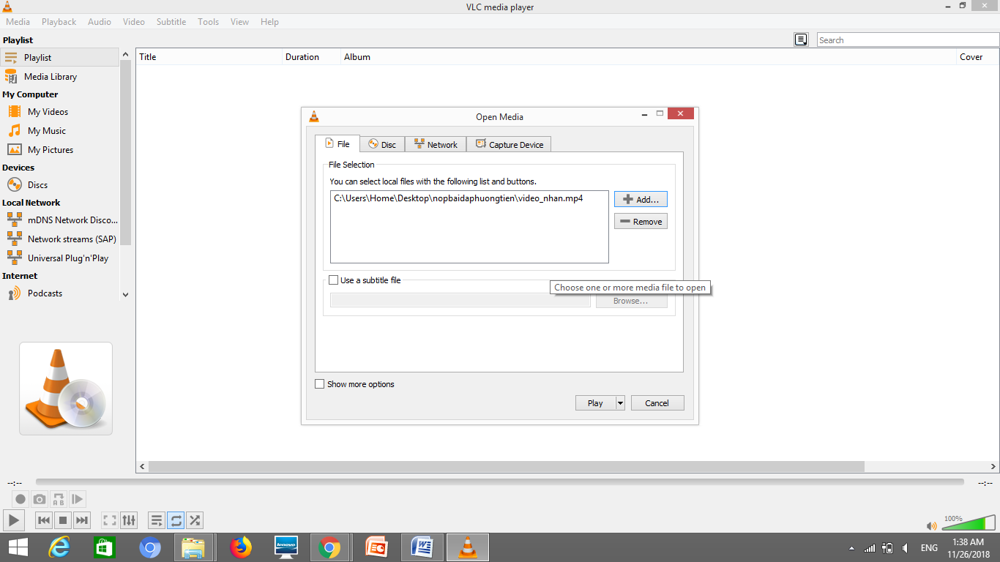 VLC media player
Media Playback Audio Video Subtitle Tools View Help
Playlist
Search
Playlist
Media Library
My Computer
My Videos
My Music
My Pictures
Devices
Discs
Local Network
mDNS Network Disco...
Network streams (SAP)
Universal Plug'n'Play
Internet
Podcasts
Title Duration Album Cover
Open Media
File Disc Network Capture Device
File Selection
You can select local files with the following list and buttons.
C:\Users\Home\Desktop\nopbaidaphuongtien\video_nhan.mp4
Add...
Remove
Use a subtitle file
Choose one or more media file to open
Browse...
Show more options
Play Cancel
--:-- --:--
A B
100%
lenovo
ENG
1:38 AM
11/26/2018